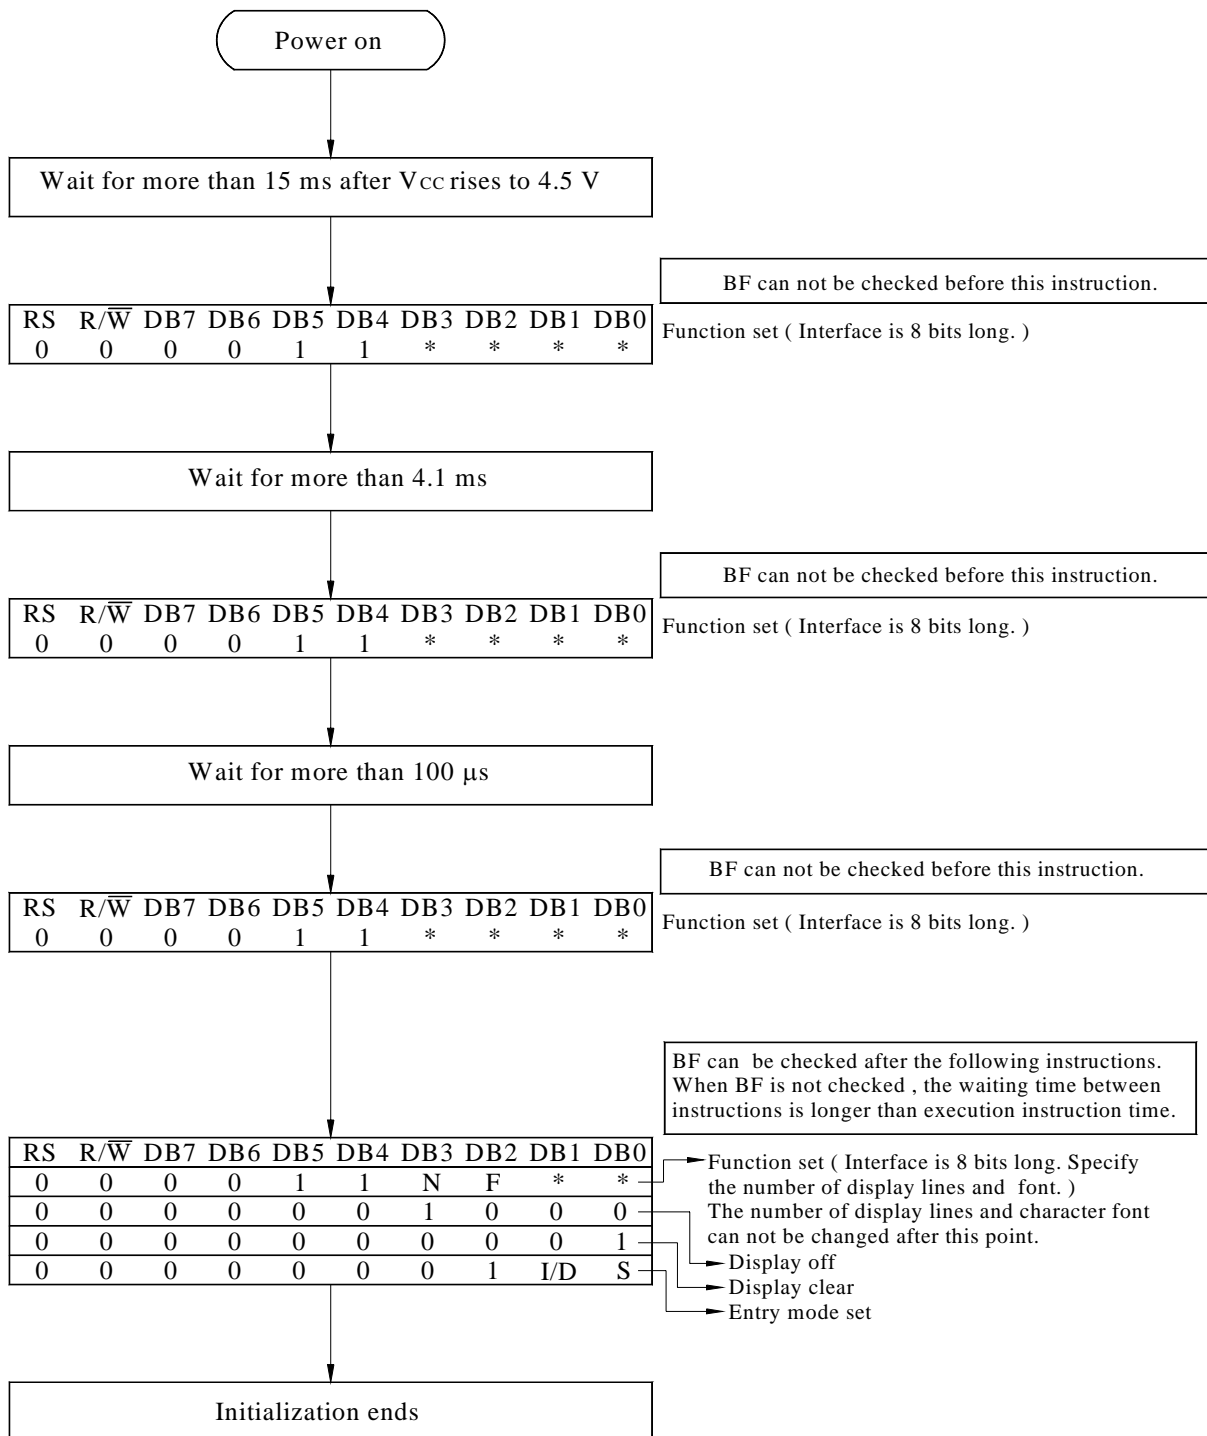 Power on
Wait for more than 15 ms after VCC rises to 4.5 V
BF can not be checked before this instruction.
RS R/W̅ DB7 DB6 DB5 DB4 DB3 DB2 DB1 DB0
0 0 0 0 1 1 * * * *
Function set ( Interface is 8 bits long. )
Wait for more than 4.1 ms
BF can not be checked before this instruction.
RS R/W̅ DB7 DB6 DB5 DB4 DB3 DB2 DB1 DB0
0 0 0 0 1 1 * * * *
Function set ( Interface is 8 bits long. )
Wait for more than 100 µs
BF can not be checked before this instruction.
RS R/W̅ DB7 DB6 DB5 DB4 DB3 DB2 DB1 DB0
0 0 0 0 1 1 * * * *
Function set ( Interface is 8 bits long. )
BF can be checked after the following instructions.
When BF is not checked , the waiting time between
instructions is longer than execution instruction time.
RS R/W̅ DB7 DB6 DB5 DB4 DB3 DB2 DB1 DB0
0 0 0 0 1 1 N F * *
0 0 0 0 0 0 1 0 0 0
0 0 0 0 0 0 0 0 0 1
0 0 0 0 0 0 0 1 I/D S
Function set ( Interface is 8 bits long. Specify
the number of display lines and font. )
The number of display lines and character font
can not be changed after this point.
Display off
Display clear
Entry mode set
Initialization ends